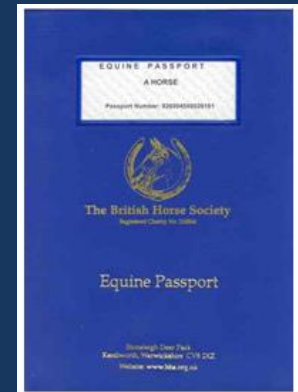 EQUINE PASSPORT
A HORSE
Passport Number:
The British Horse Society
Registered Charity No.
Equine Passport
Stoneleigh Deer Park
Kenilworth, Warwickshire CV8 2XZ
Website: www.bhs.org.uk